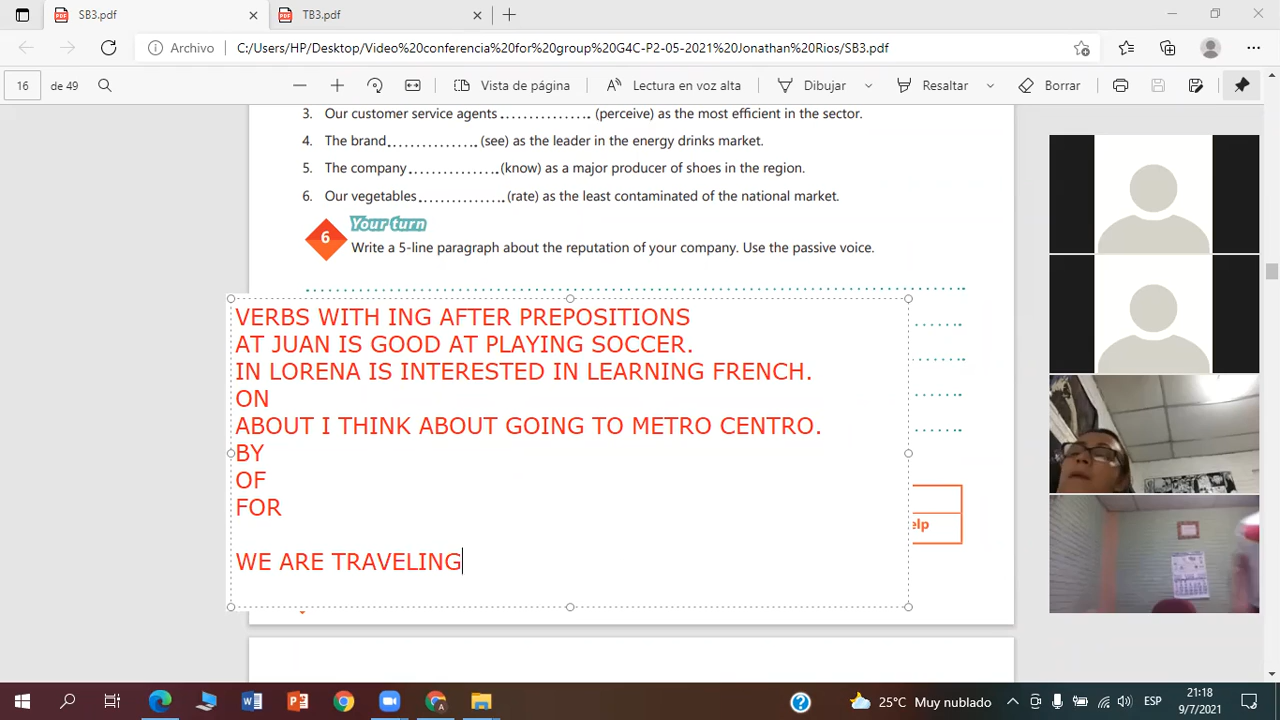 SB3.pdf
TB3.pdf
Archivo
C:/Users/HP/Desktop/Video%20conferencia%20for%20group%20G4C-P2-05-2021%20Jonathan%20Rios/SB3.pdf
16 de 49
Vista de página
Lectura en voz alta
Dibujar
Resaltar
Borrar
3. Our customer service agents ............... (perceive) as the most efficient in the sector.
4. The brand............... (see) as the leader in the energy drinks market.
5. The company............... (know) as a major producer of shoes in the region.
6. Our vegetables............... (rate) as the least contaminated of the national market.
6 Your turn
Write a 5-line paragraph about the reputation of your company. Use the passive voice.
VERBS WITH ING AFTER PREPOSITIONS
AT JUAN IS GOOD AT PLAYING SOCCER.
IN LORENA IS INTERESTED IN LEARNING FRENCH.
ON
ABOUT I THINK ABOUT GOING TO METRO CENTRO.
BY
OF
FOR
elp
WE ARE TRAVELING
25°C Muy nublado
ESP
21:18
9/7/2021